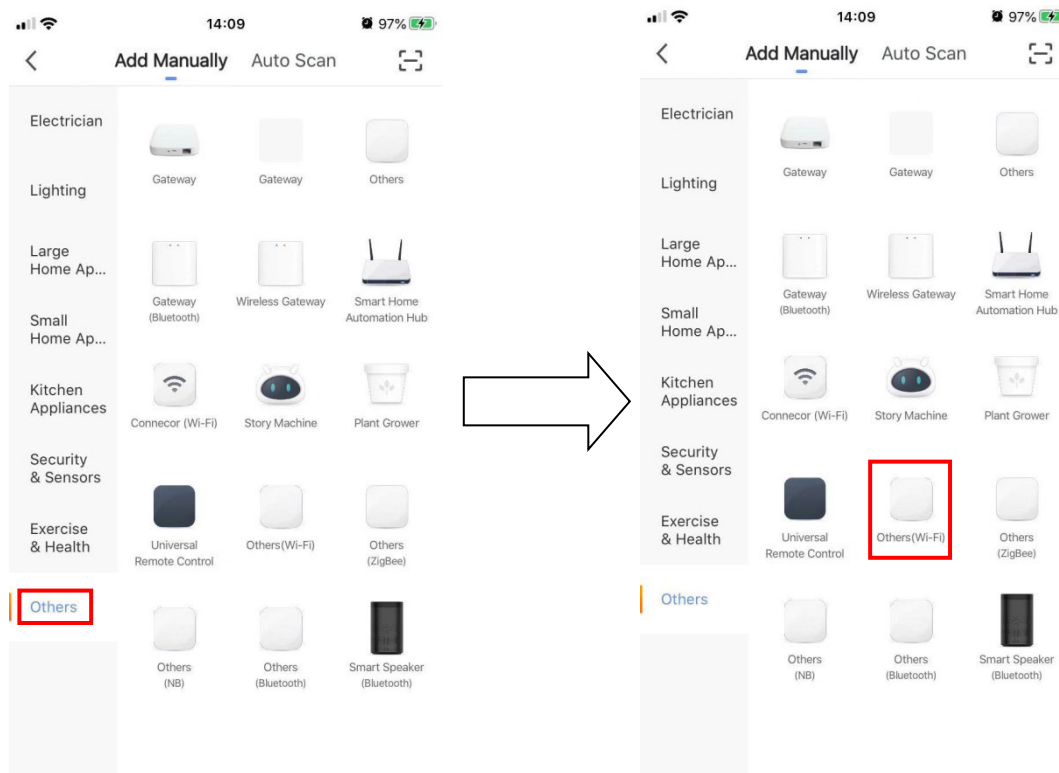 14:09
97%
Add Manually Auto Scan
Electrician
Lighting
Large
Home Ap...
Small
Home Ap...
Kitchen
Appliances
Security
& Sensors
Exercise
& Health
Others
Gateway
Gateway
Others
Gateway
(Bluetooth)
Wireless Gateway
Smart Home
Automation Hub
Connecor (Wi-Fi)
Story Machine
Plant Grower
Universal
Remote Control
Others(Wi-Fi)
Others
(ZigBee)
Others
(NB)
Others
(Bluetooth)
Smart Speaker
(Bluetooth)
14:09
97%
Add Manually Auto Scan
Electrician
Lighting
Large
Home Ap...
Small
Home Ap...
Kitchen
Appliances
Security
& Sensors
Exercise
& Health
Others
Gateway
Gateway
Others
Gateway
(Bluetooth)
Wireless Gateway
Smart Home
Automation Hub
Connecor (Wi-Fi)
Story Machine
Plant Grower
Universal
Remote Control
Others(Wi-Fi)
Others
(ZigBee)
Others
(NB)
Others
(Bluetooth)
Smart Speaker
(Bluetooth)